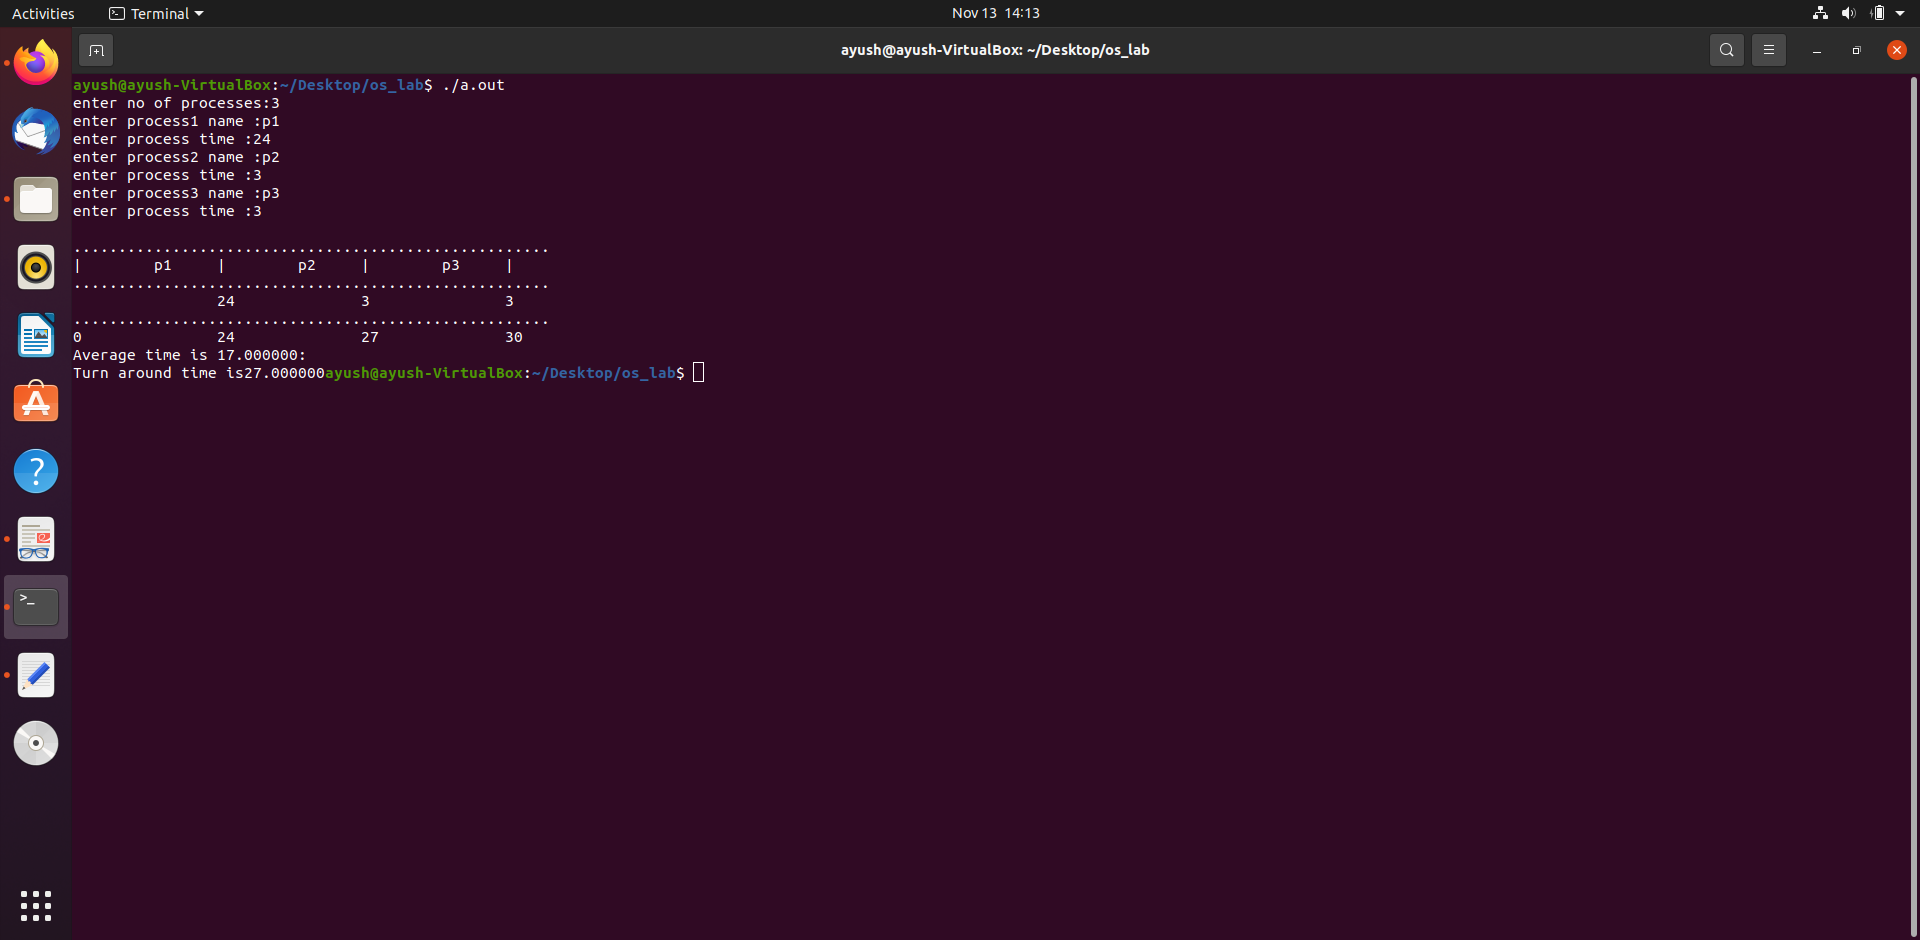 Activities Terminal Nov 13 14:13
ayush@ayush-VirtualBox: ~/Desktop/os_lab
ayush@ayush-VirtualBox:~/Desktop/os_lab$ ./a.out
enter no of processes:3
enter process1 name :p1
enter process time :24
enter process2 name :p2
enter process time :3
enter process3 name :p3
enter process time :3
.....................................................
| p1 | p2 | p3 |
.....................................................
24 3 3
.....................................................
0 24 27 30
Average time is 17.000000:
Turn around time is27.000000ayush@ayush-VirtualBox:~/Desktop/os_lab$